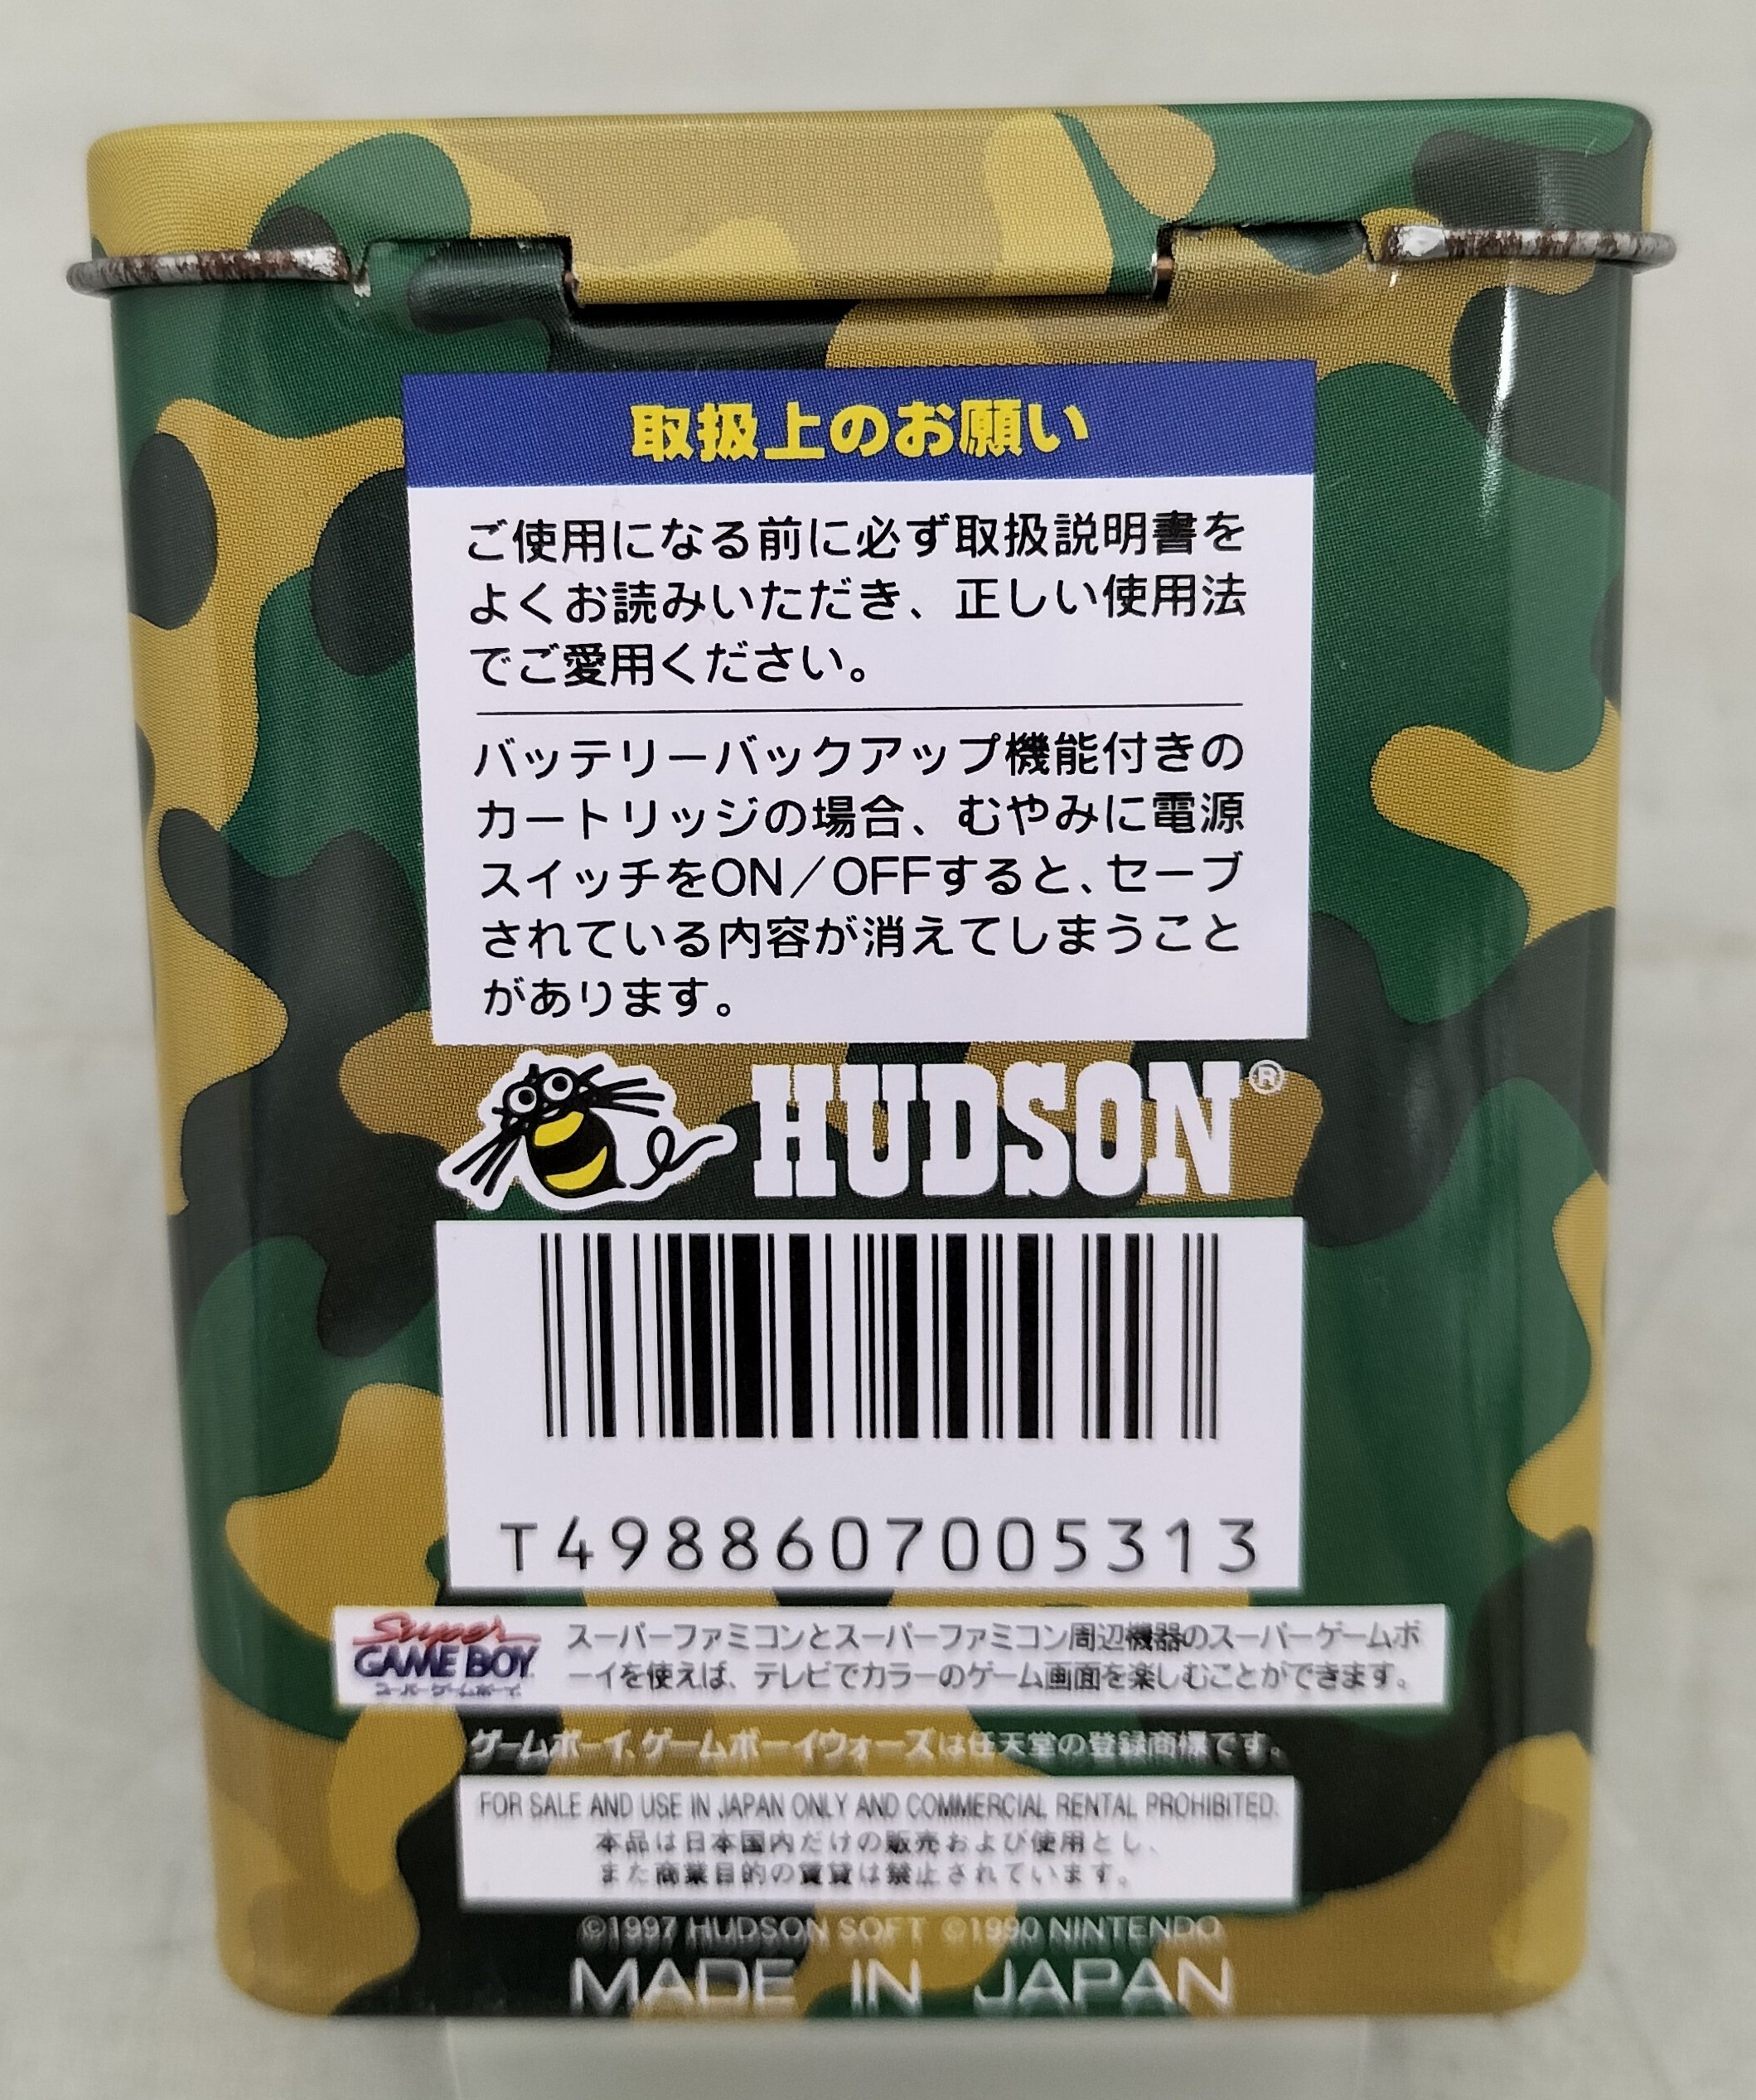 取扱上のお願い
ご使用になる前に必ず取扱説明書を
よくお読みいただき、正しい使用法
でご愛用ください。
バッテリーバックアップ機能付きの
カートリッジの場合、むやみに電源
スイッチをON/OFFすると、セーブ
されている内容が消えてしまうこと
があります。
HUDSON®
T4988607005313
Super
GAME BOY
スーパーゲームボーイ
スーパーファミコンとスーパーファミコン周辺機器のスーパーゲームボ
ーイを使えば、テレビでカラーのゲーム画面を楽しむことができます。
ゲームボーイ、ゲームボーイウォーズは任天堂の登録商標です。
FOR SALE AND USE IN JAPAN ONLY AND COMMERCIAL RENTAL PROHIBITED.
本品は日本国内だけの販売および使用とし、
また商業目的の賃貸は禁止されています。
©1997 HUDSON SOFT ©1990 NINTENDO
MADE IN JAPAN